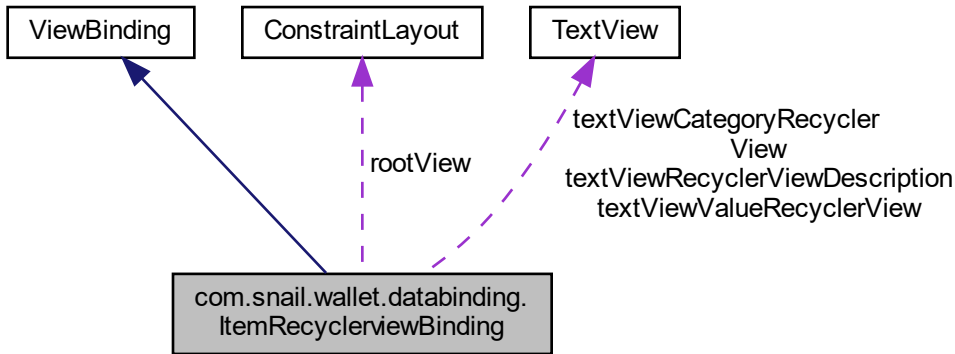 ViewBinding
ConstraintLayout
TextView
rootView
textViewCategoryRecycler
View
textViewRecyclerViewDescription
textViewValueRecyclerView
com.snail.wallet.databinding.
ItemRecyclerviewBinding